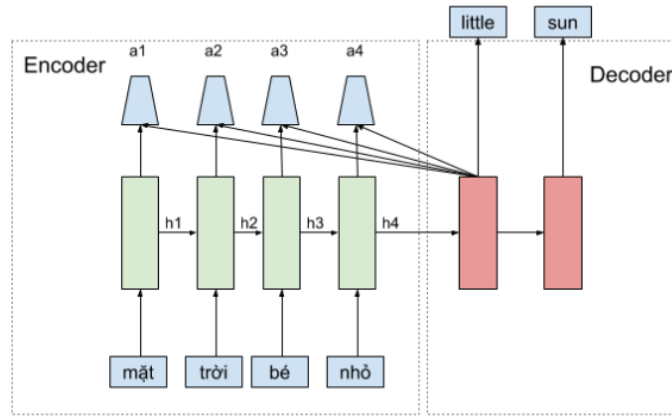 little sun
a1 a2 a3 a4
Encoder
Decoder
h1 h2 h3 h4
mặt trời bé nhỏ